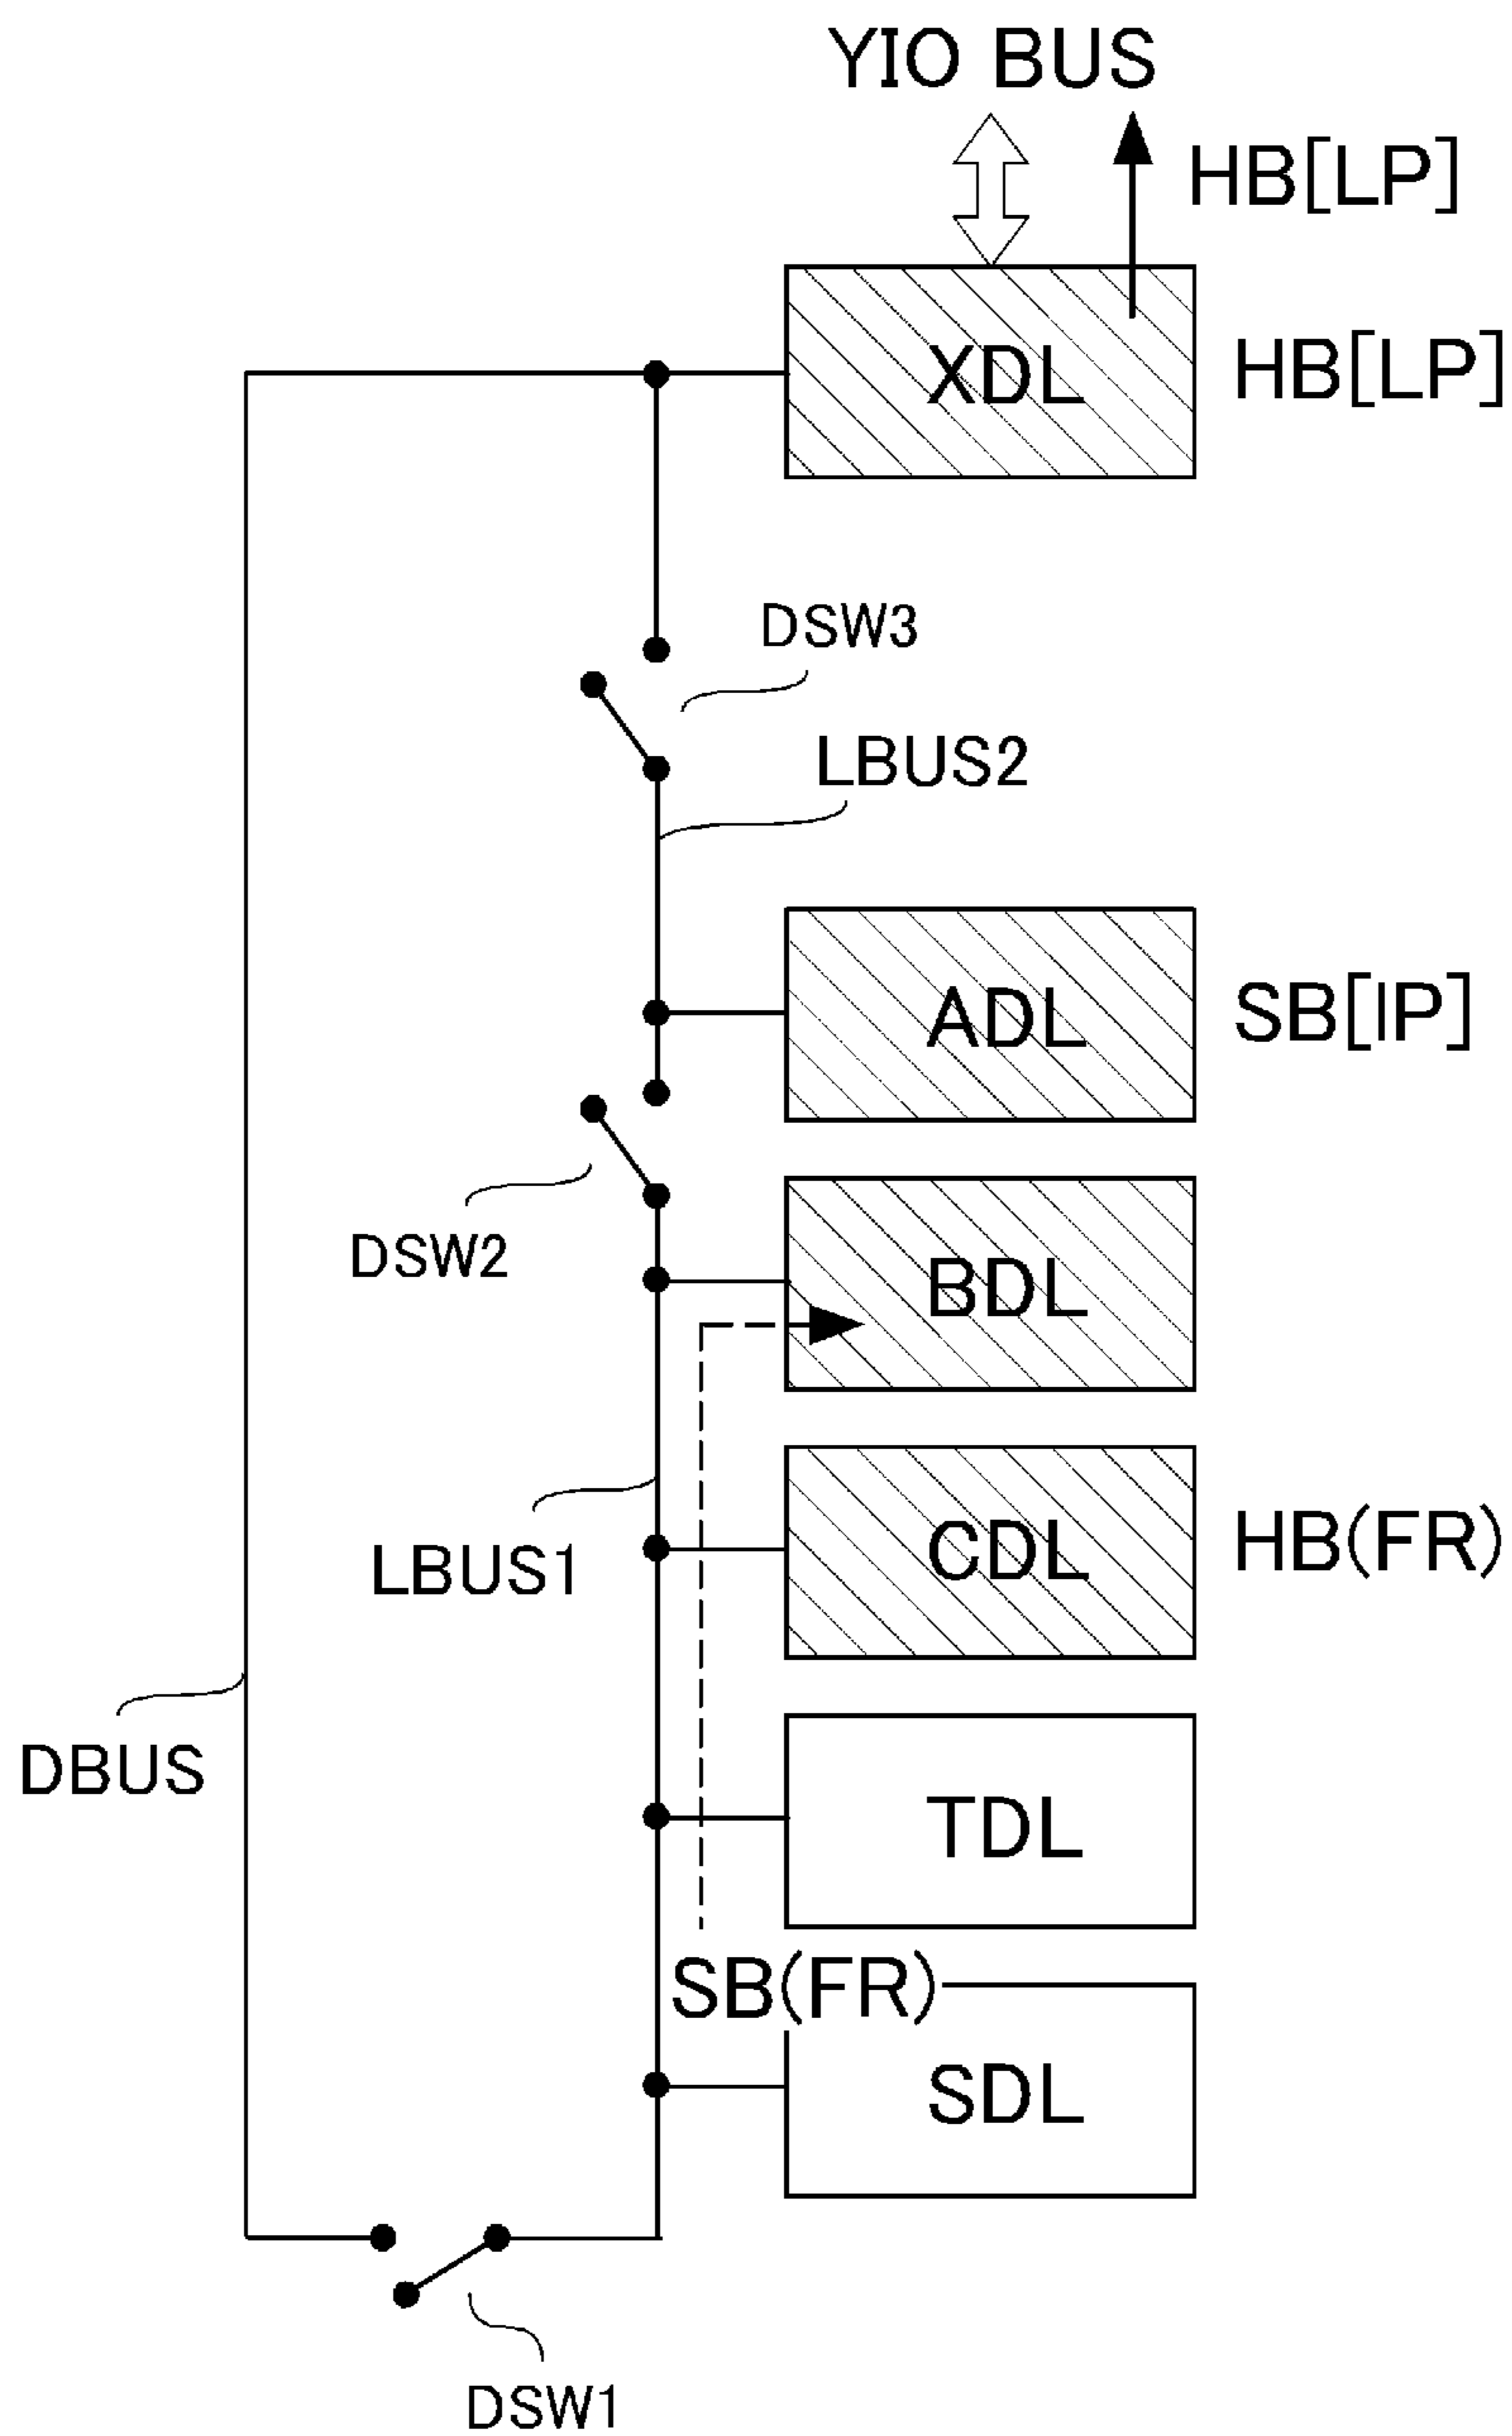 YIO BUS
HB[LP]
XDL
HB[LP]
DSW3
LBUS2
ADL
SB[IP]
DSW2
BDL
LBUS1
CDL
HB(FR)
DBUS
TDL
SB(FR)
SDL
DSW1